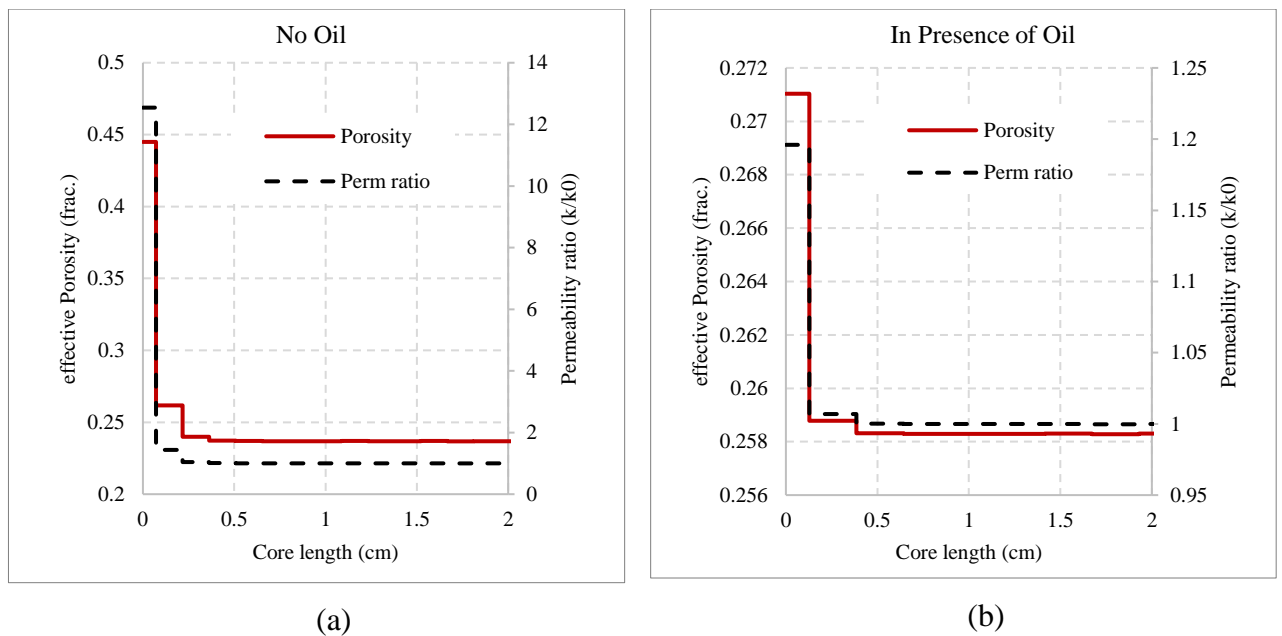 No Oil
0.5
0.45
0.4
0.35
0.3
0.25
0.2
effective Porosity (frac.)
14
12
10
8
6
4
2
0
Permeability ratio (k/k0)
Porosity
Perm ratio
0 0.5 1 1.5 2
Core length (cm)
(a)
In Presence of Oil
0.272
0.27
0.268
0.266
0.264
0.262
0.26
0.258
0.256
effective Porosity (frac.)
1.25
1.2
1.15
1.1
1.05
1
0.95
Permeability ratio (k/k0)
Porosity
Perm ratio
0 0.5 1 1.5 2
Core length (cm)
(b)